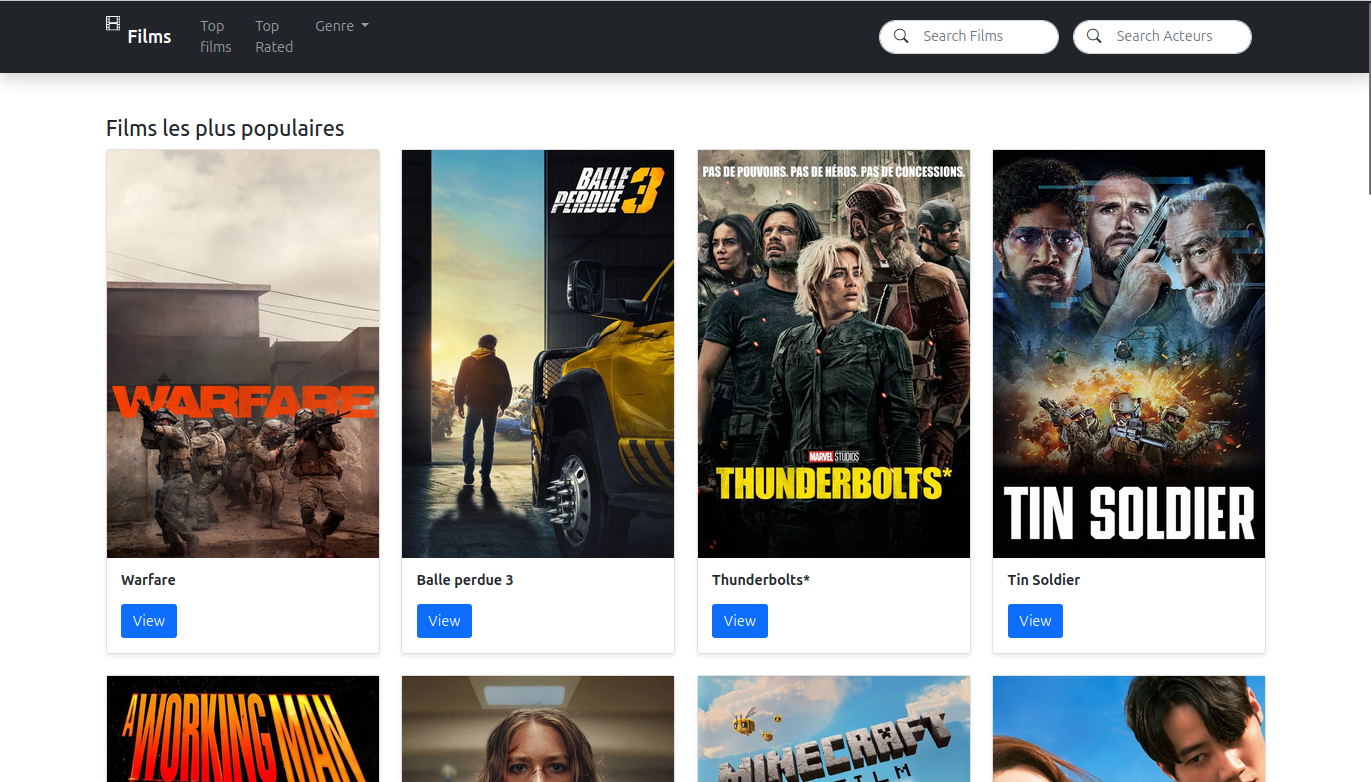 Films
Top films
Top Rated
Genre
Search Films
Search Acteurs
Films les plus populaires
WARFARE
BALLE
PERDUE 3
PAS DE POUVOIRS. PAS DE HÉROS. PAS DE CONCESSIONS.
MARVEL STUDIOS
THUNDERBOLTS*
TIN SOLDIER
Warfare
Balle perdue 3
Thunderbolts*
Tin Soldier
View
View
View
View
A WORKING MAN
MINECRAFT
FILM